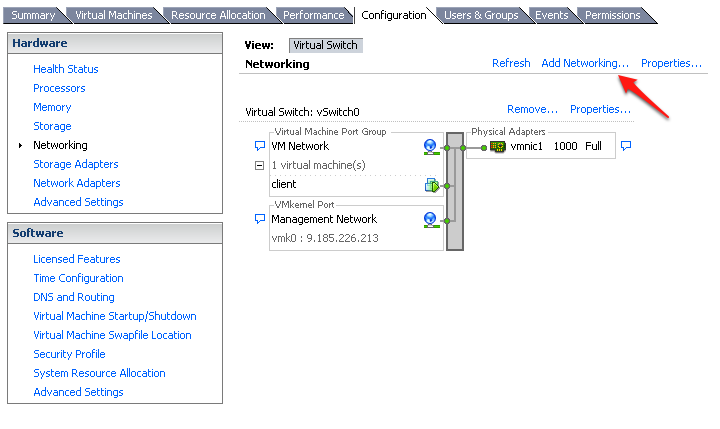 Summary Virtual Machines Resource Allocation Performance Configuration Users & Groups Events Permissions
Hardware
Health Status
Processors
Memory
Storage
Networking
Storage Adapters
Network Adapters
Advanced Settings
Software
Licensed Features
Time Configuration
DNS and Routing
Virtual Machine Startup/Shutdown
Virtual Machine Swapfile Location
Security Profile
System Resource Allocation
Advanced Settings
View: Virtual Switch
Networking Refresh Add Networking... Properties...
Virtual Switch: vSwitch0 Remove... Properties...
Virtual Machine Port Group
VM Network
1 virtual machine(s)
client
VMkernel Port
Management Network
vmk0 : 9.185.226.213
Physical Adapters
vmnic1 1000 Full